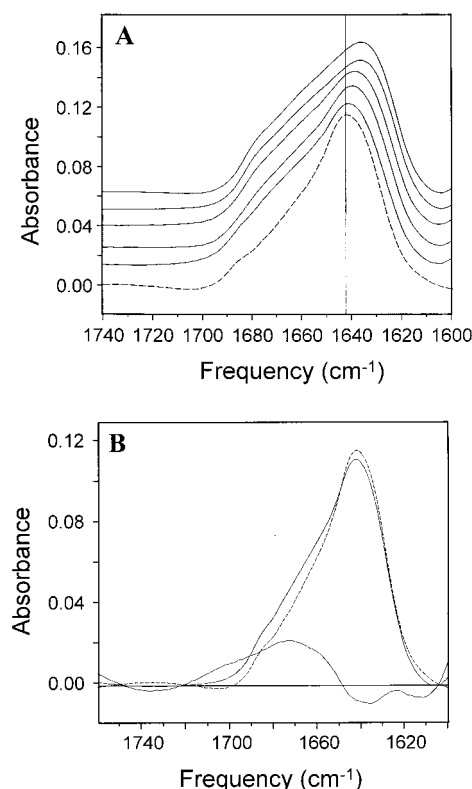 A
0.16
0.12
0.08
0.04
0.00
Absorbance
1740 1720 1700 1680 1660 1640 1620 1600
Frequency (cm-1)
B
0.12
0.08
0.04
0.00
Absorbance
1740 1700 1660 1620
Frequency (cm-1)